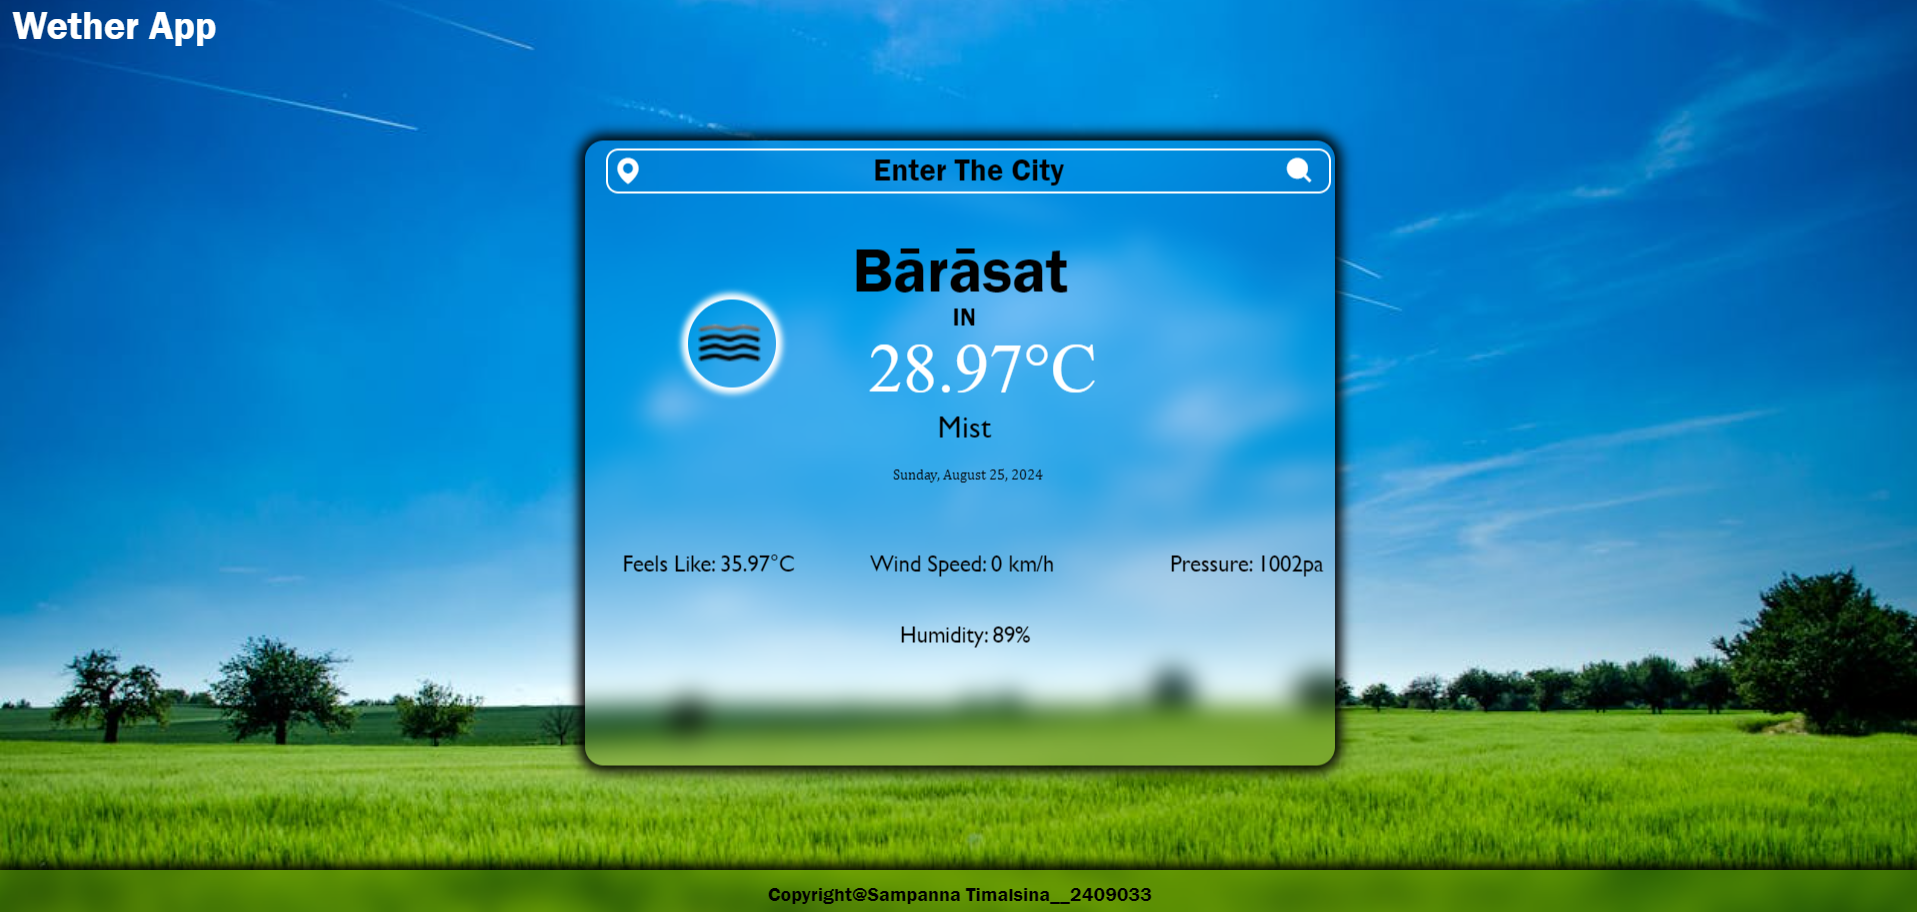 Wether App
Enter The City
Bārāsat
IN
28.97°C
Mist
Sunday, August 25, 2024
Feels Like: 35.97°C Wind Speed: 0 km/h Pressure: 1002pa
Humidity: 89%
Copyright@Sampanna Timalsina__2409033